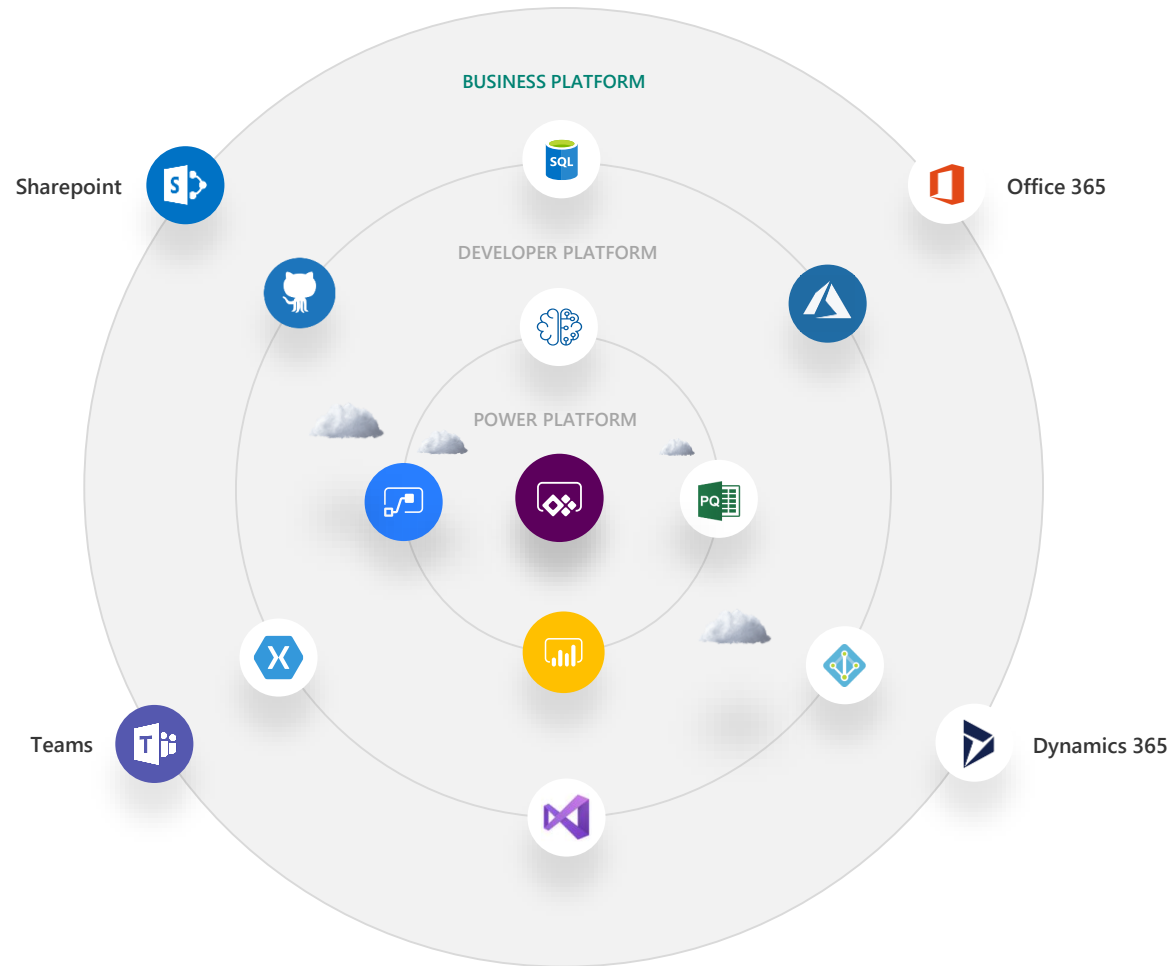 BUSINESS PLATFORM
SQL
Sharepoint
S
Office 365
DEVELOPER PLATFORM
POWER PLATFORM
PQ
X
Teams
T
Dynamics 365